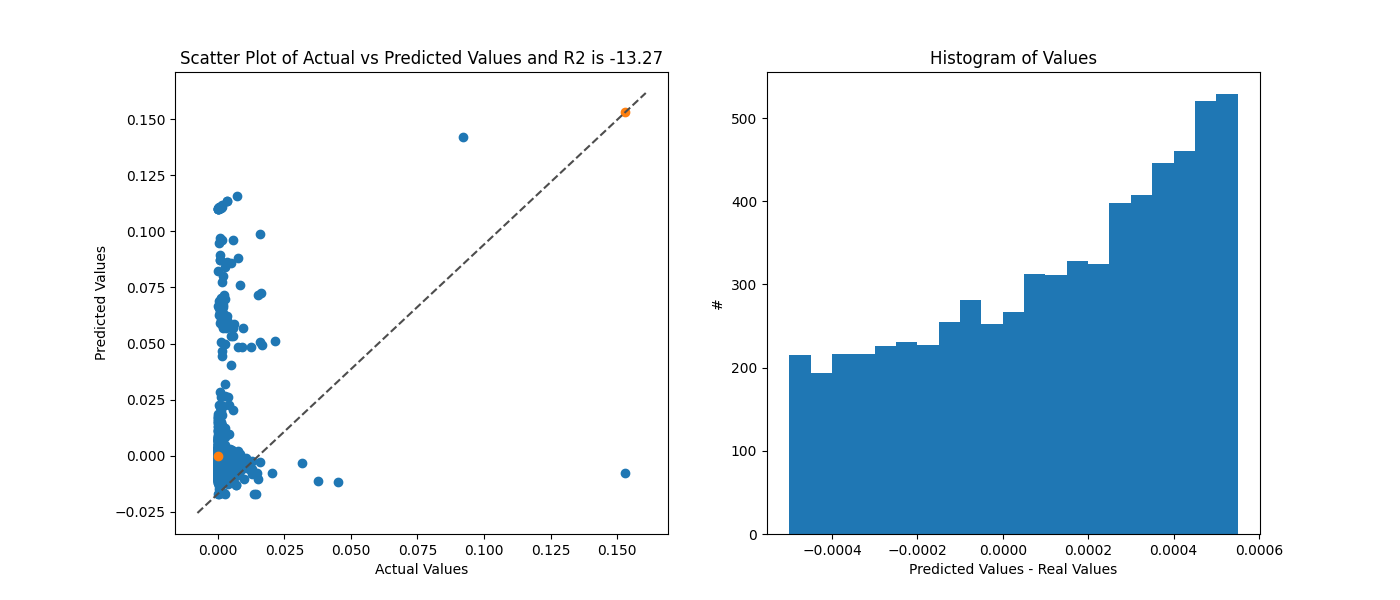 Scatter Plot of Actual vs Predicted Values and R2 is -13.27
Predicted Values
0.150
0.125
0.100
0.075
0.050
0.025
0.000
−0.025
0.000 0.025 0.050 0.075 0.100 0.125 0.150
Actual Values
Histogram of Values
#
500
400
300
200
100
0
−0.0004 −0.0002 0.0000 0.0002 0.0004 0.0006
Predicted Values - Real Values